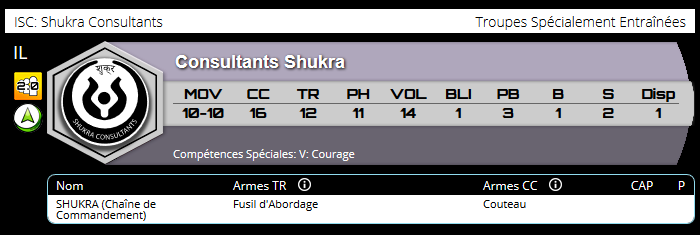 ISC: Shukra Consultants Troupes Spécialement Entraînées
IL
शुक्र
2:0
SHUKRA CONSULTANTS
Consultants Shukra
MOV CC TR PH VOL BLI PB B S Disp
10-10 16 12 11 14 1 3 1 2 1
Compétences Spéciales: V: Courage
Nom Armes TR Armes CC CAP P
SHUKRA (Chaîne de Fusil d'Abordage Couteau
Commandement)